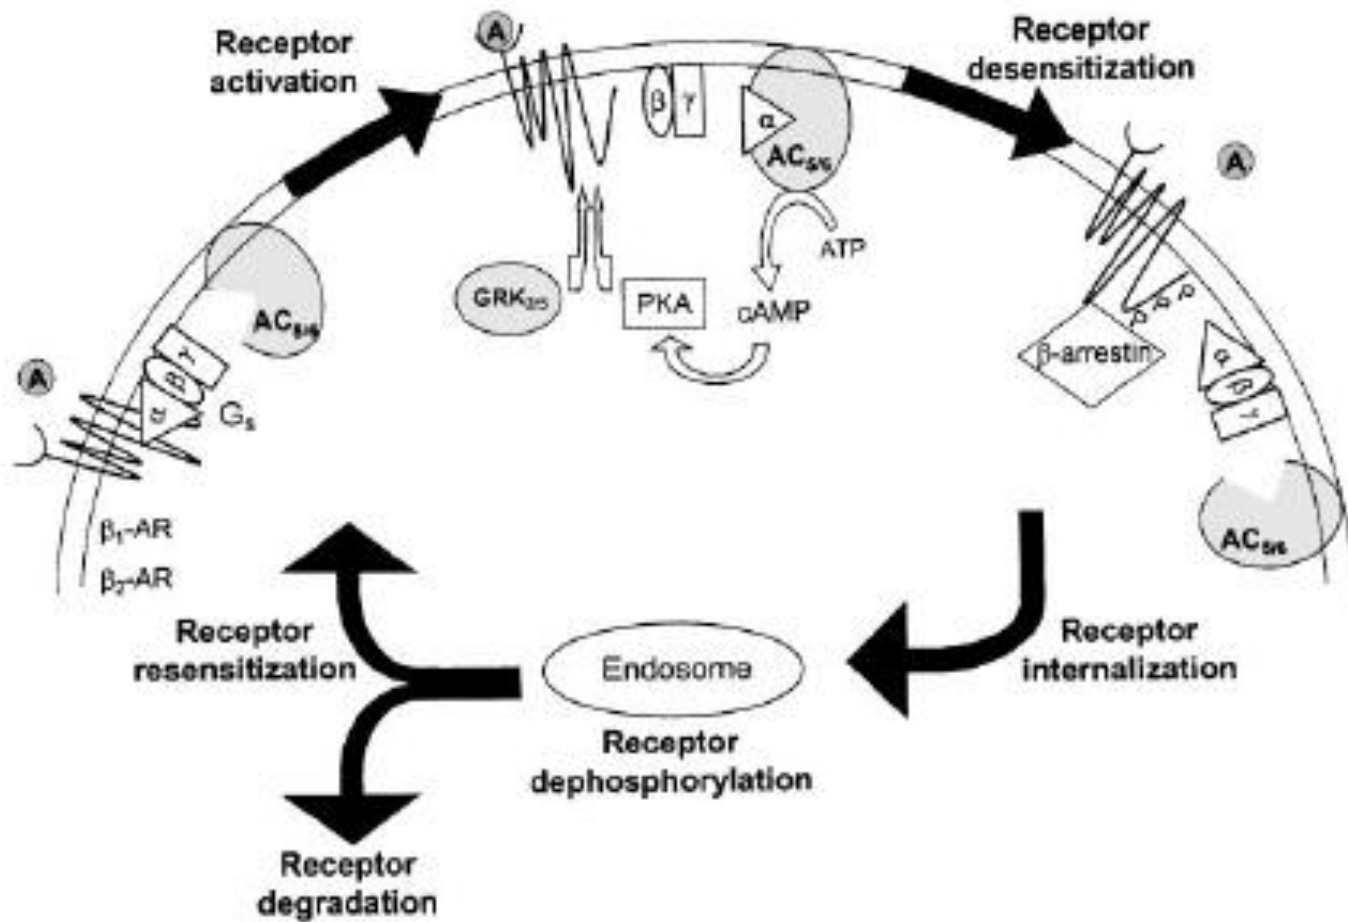 Receptor
activation
A
β γ
α
AC5/6
Receptor
desensitization
A
ATP
cAMP
PKA
GRK2/5
AC5/6
γ
β
α
Gs
A
β1-AR
β2-AR
P
P
P
β-arrestin
α
β
γ
AC5/6
Receptor
resensitization
Endosome
Receptor
dephosphorylation
Receptor
internalization
Receptor
degradation